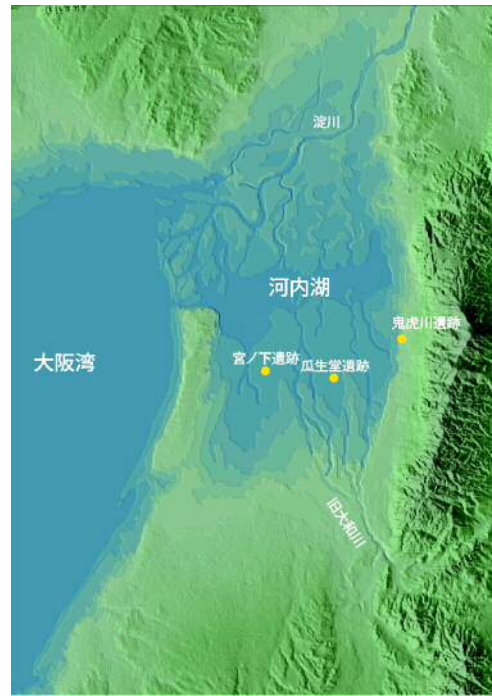 淀川
河内湖
鬼虎川遺跡
大阪湾
宮ノ下遺跡
瓜生堂遺跡
旧大和川